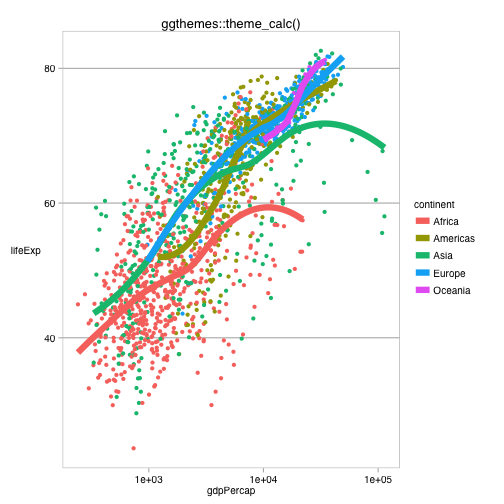 ggthemes::theme_calc()
80
60
40
lifeExp
1e+03
1e+04
1e+05
gdpPercap
continent
Africa
Americas
Asia
Europe
Oceania